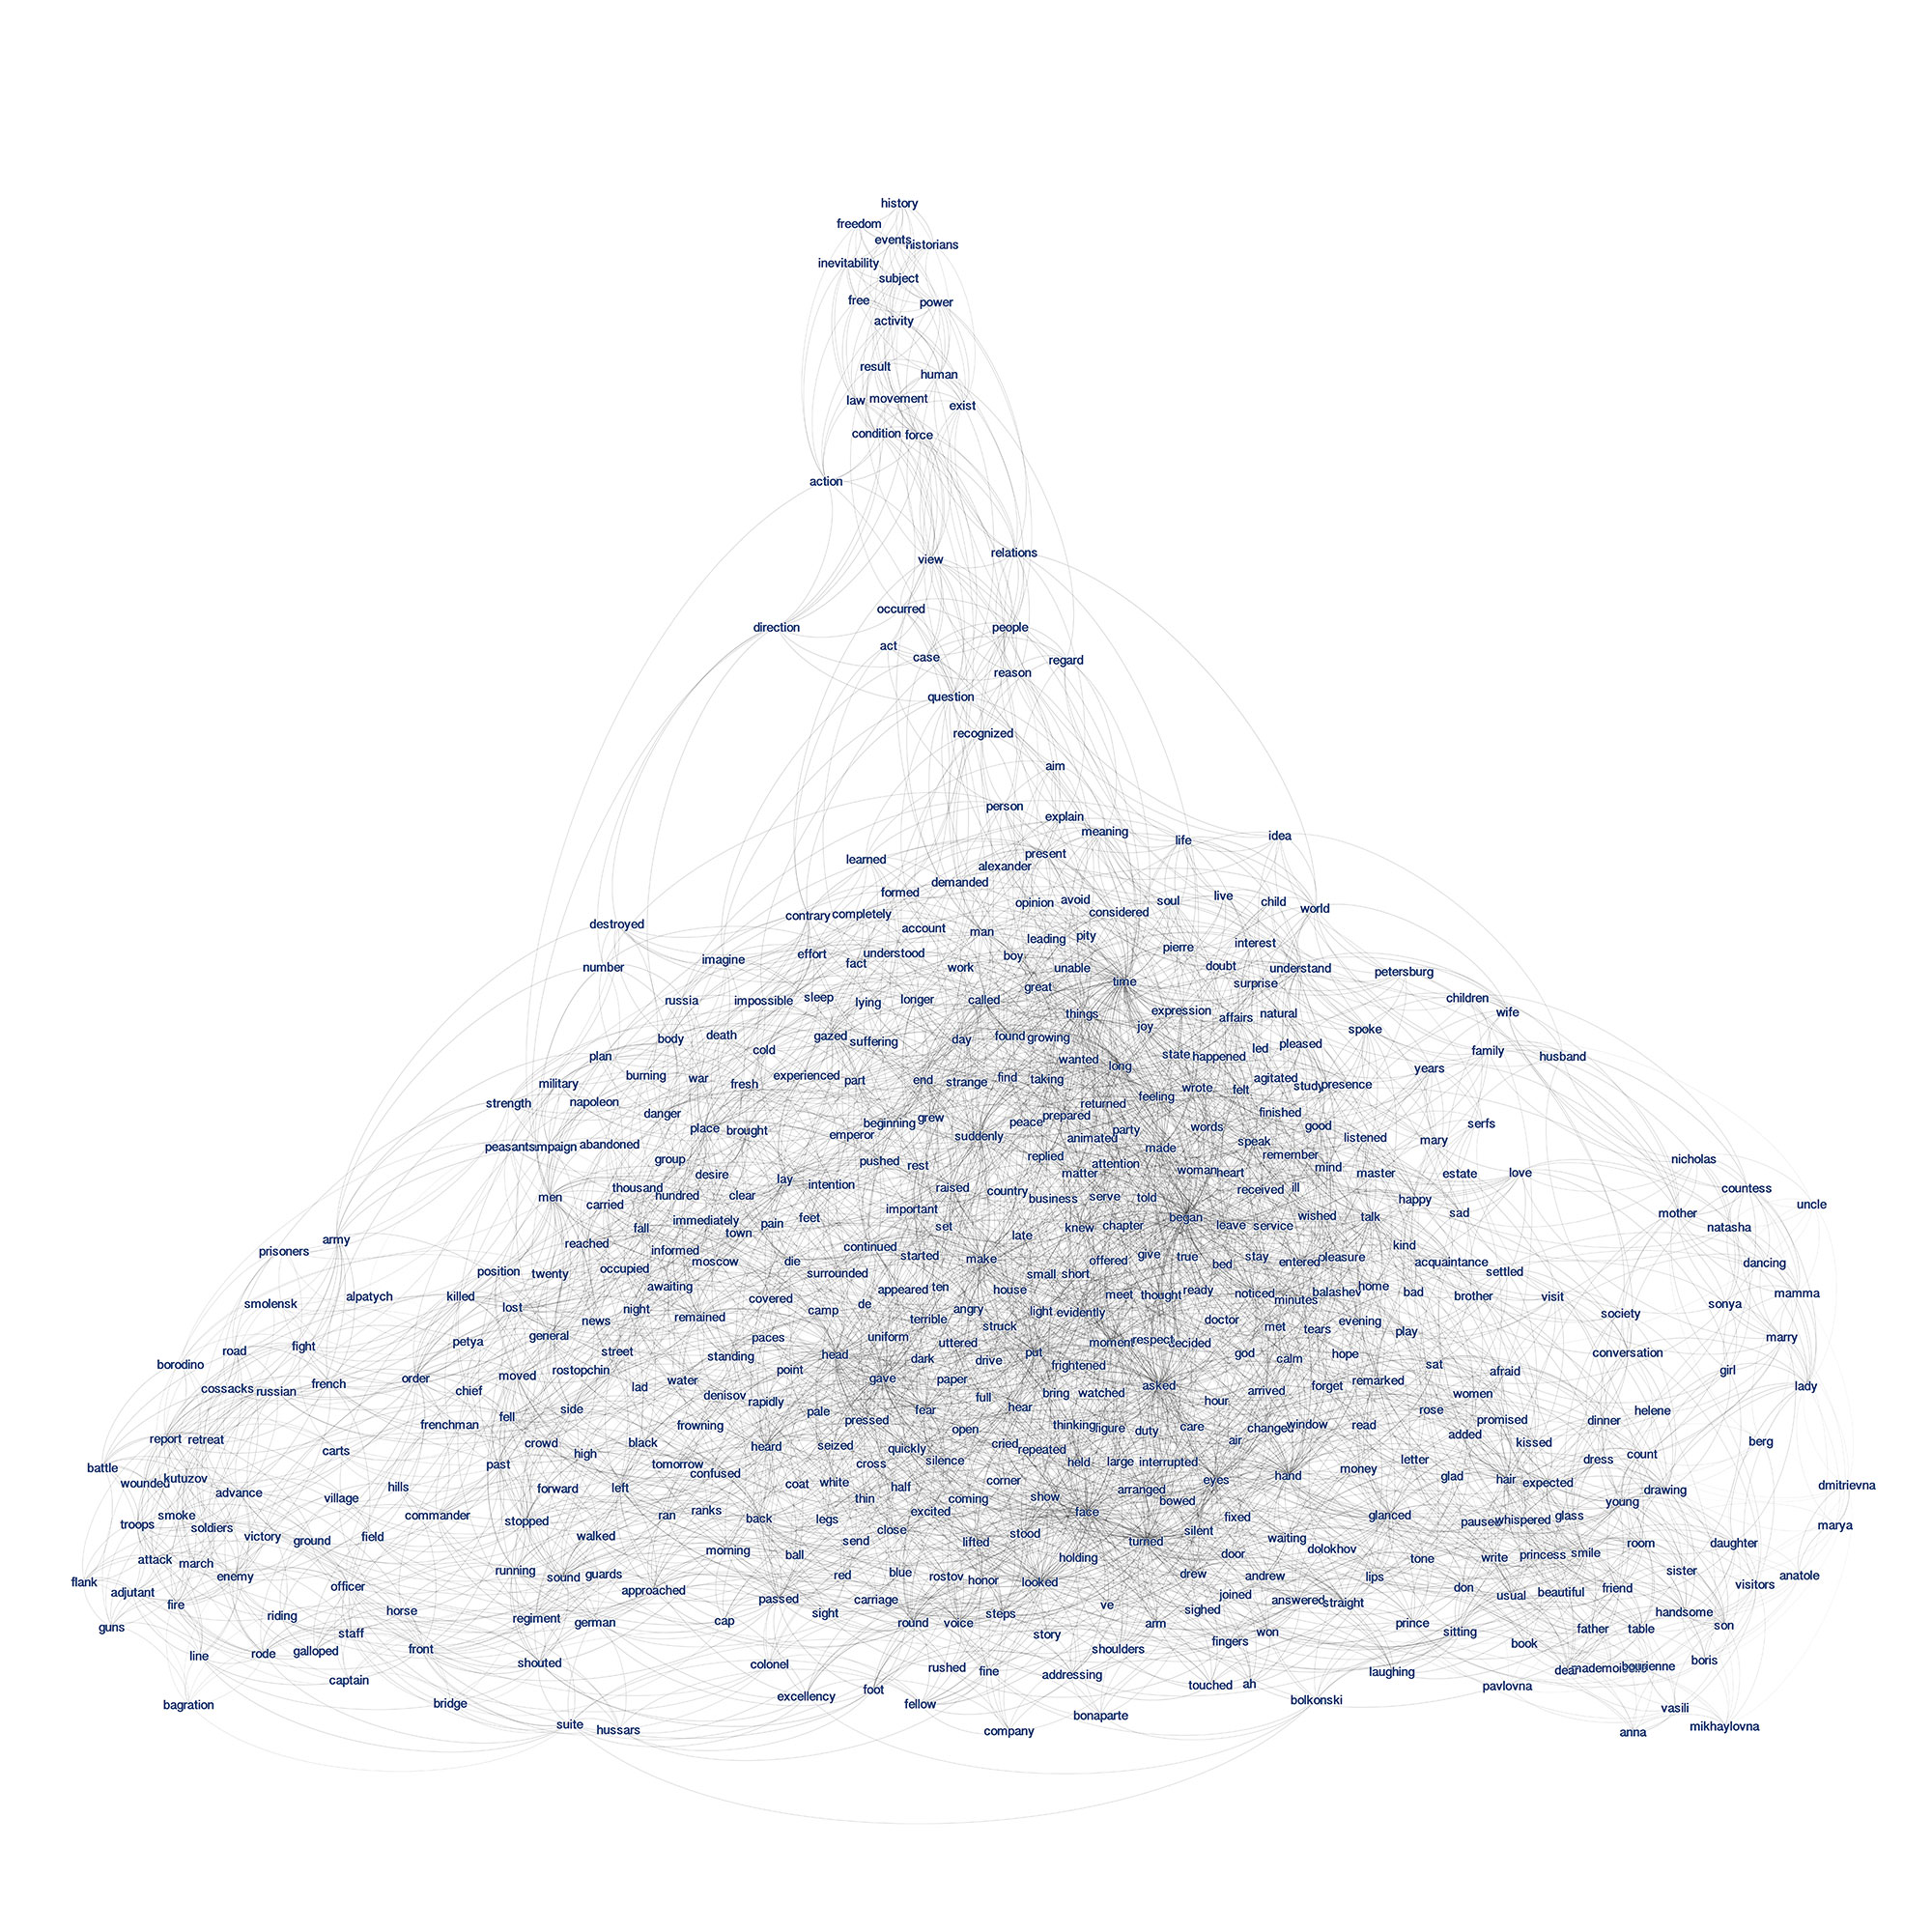 history
freedom
events
historians
inevitability
subject
free
power
activity
result
human
law
movement
exist
condition
force
action
relations
view
occurred
direction
people
act
case
regard
reason
question
recognized
aim
person
explain
meaning
idea
life
present
learned
alexander
demanded
formed
live
avoid
soul
child
opinion
world
considered
contrary
completely
destroyed
account
man
leading
pity
interest
pierre
understood
effort
boy
imagine
fact
work
number
unable
doubt
understand
petersburg
time
surprise
great
children
russia
impossible
sleep
lying
longer
called
expression
wife
things
affairs
natural
joy
spoke
death
gazed
found
growing
body
suffering
day
pleased
led
cold
family
state
happened
plan
husband
wanted
long
years
burning
war
experienced
part
end
find
taking
agitated
strange
military
fresh
study
presence
wrote
felt
feeling
napoleon
strength
returned
danger
finished
prepared
grew
beginning
peace
serfs
good
words
place
brought
party
emperor
suddenly
animated
listened
mary
speak
abandoned
peasants
made
remember
replied
nicholas
group
pushed
attention
rest
mind
woman
heart
matter
master
estate
love
desire
lay
intention
thousand
raised
ill
countess
received
country
hundred
clear
serve
told
business
men
happy
carried
uncle
important
sad
mother
wished
talk
began
feet
immediately
pain
leave
service
chapter
knew
set
natasha
fall
town
late
army
reached
continued
kind
prisoners
informed
started
give
true
stay
pleasure
make
moscow
die
offered
entered
acquaintance
bed
dancing
occupied
position
twenty
surrounded
small
short
settled
awaiting
appeared
ten
house
home
balashev
noticed
ready
bad
mamma
alpatych
killed
thought
meet
brother
visit
covered
minutes
smolensk
de
sonya
lost
night
camp
angry
light
evidently
society
remained
terrible
news
doctor
evening
struck
met
tears
play
general
paces
uniform
marry
petya
uttered
moment
respect
fight
road
street
put
god
hope
conversation
head
standing
dark
drive
calm
borodino
frightened
sat
rostopchin
point
afraid
girl
moved
order
gave
paper
water
remarked
french
asked
forget
lady
cossacks
russian
chief
lad
arrived
bring
watched
women
denisov
full
rapidly
hour
hear
side
pale
fear
rose
helene
fell
pressed
promised
dinner
frenchman
frowning
thinking
duty
care
changed
window
read
open
added
report
retreat
air
berg
crowd
black
heard
seized
cried
kissed
carts
quickly
repeated
high
count
dress
silence
held
large
interrupted
letter
past
tomorrow
cross
battle
confused
money
hand
glad
eyes
kutuzov
corner
hair
wounded
coat
white
expected
dmitrievna
hills
forward
left
half
arranged
drawing
advance
village
thin
show
coming
bowed
young
ranks
excited
face
smoke
commander
ran
back
legs
fixed
glanced
glass
whispered
stopped
troops
marya
soldiers
close
silent
stood
victory
walked
field
ground
send
lifted
turned
waiting
daughter
room
dolokhov
morning
ball
door
smile
princess
attack
march
holding
tone
write
running
blue
drew
sister
guards
sound
enemy
red
andrew
lips
anatole
flank
rostov
honor
looked
visitors
officer
don
friend
adjutant
approached
beautiful
joined
usual
passed
carriage
answered
straight
fire
ve
horse
handsome
sighed
sight
steps
riding
regiment
cap
german
round
voice
arm
prince
son
guns
father
table
sitting
staff
won
story
fingers
book
front
galloped
shoulders
rode
line
boris
shouted
colonel
rushed
dear
fine
laughing
bourienne
addressing
captain
touched
ah
pavlovna
foot
excellency
bolkonski
bagration
bridge
fellow
vasili
bonaparte
suite
mikhaylovna
hussars
company
anna